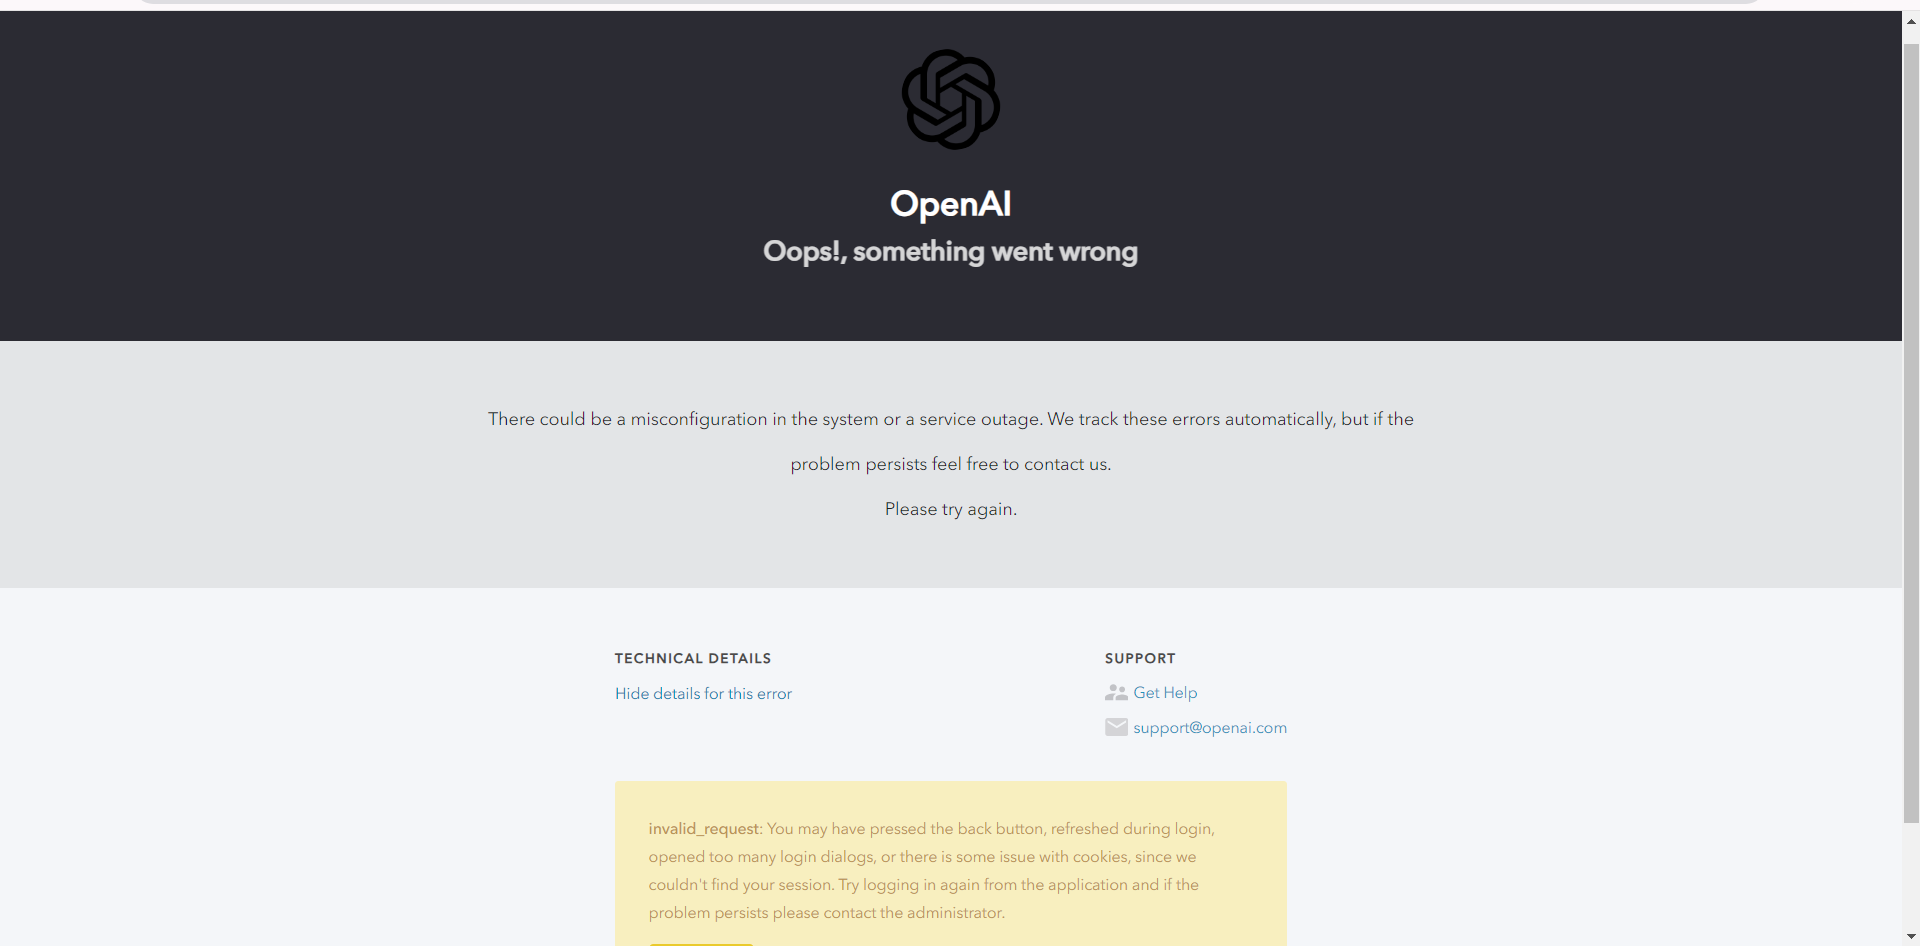 OpenAI
Oops!, something went wrong
There could be a misconfiguration in the system or a service outage. We track these errors automatically, but if the
problem persists feel free to contact us.
Please try again.
TECHNICAL DETAILS
Hide details for this error
SUPPORT
Get Help
support@openai.com
invalid_request: You may have pressed the back button, refreshed during login,
opened too many login dialogs, or there is some issue with cookies, since we
couldn't find your session. Try logging in again from the application and if the
problem persists please contact the administrator.